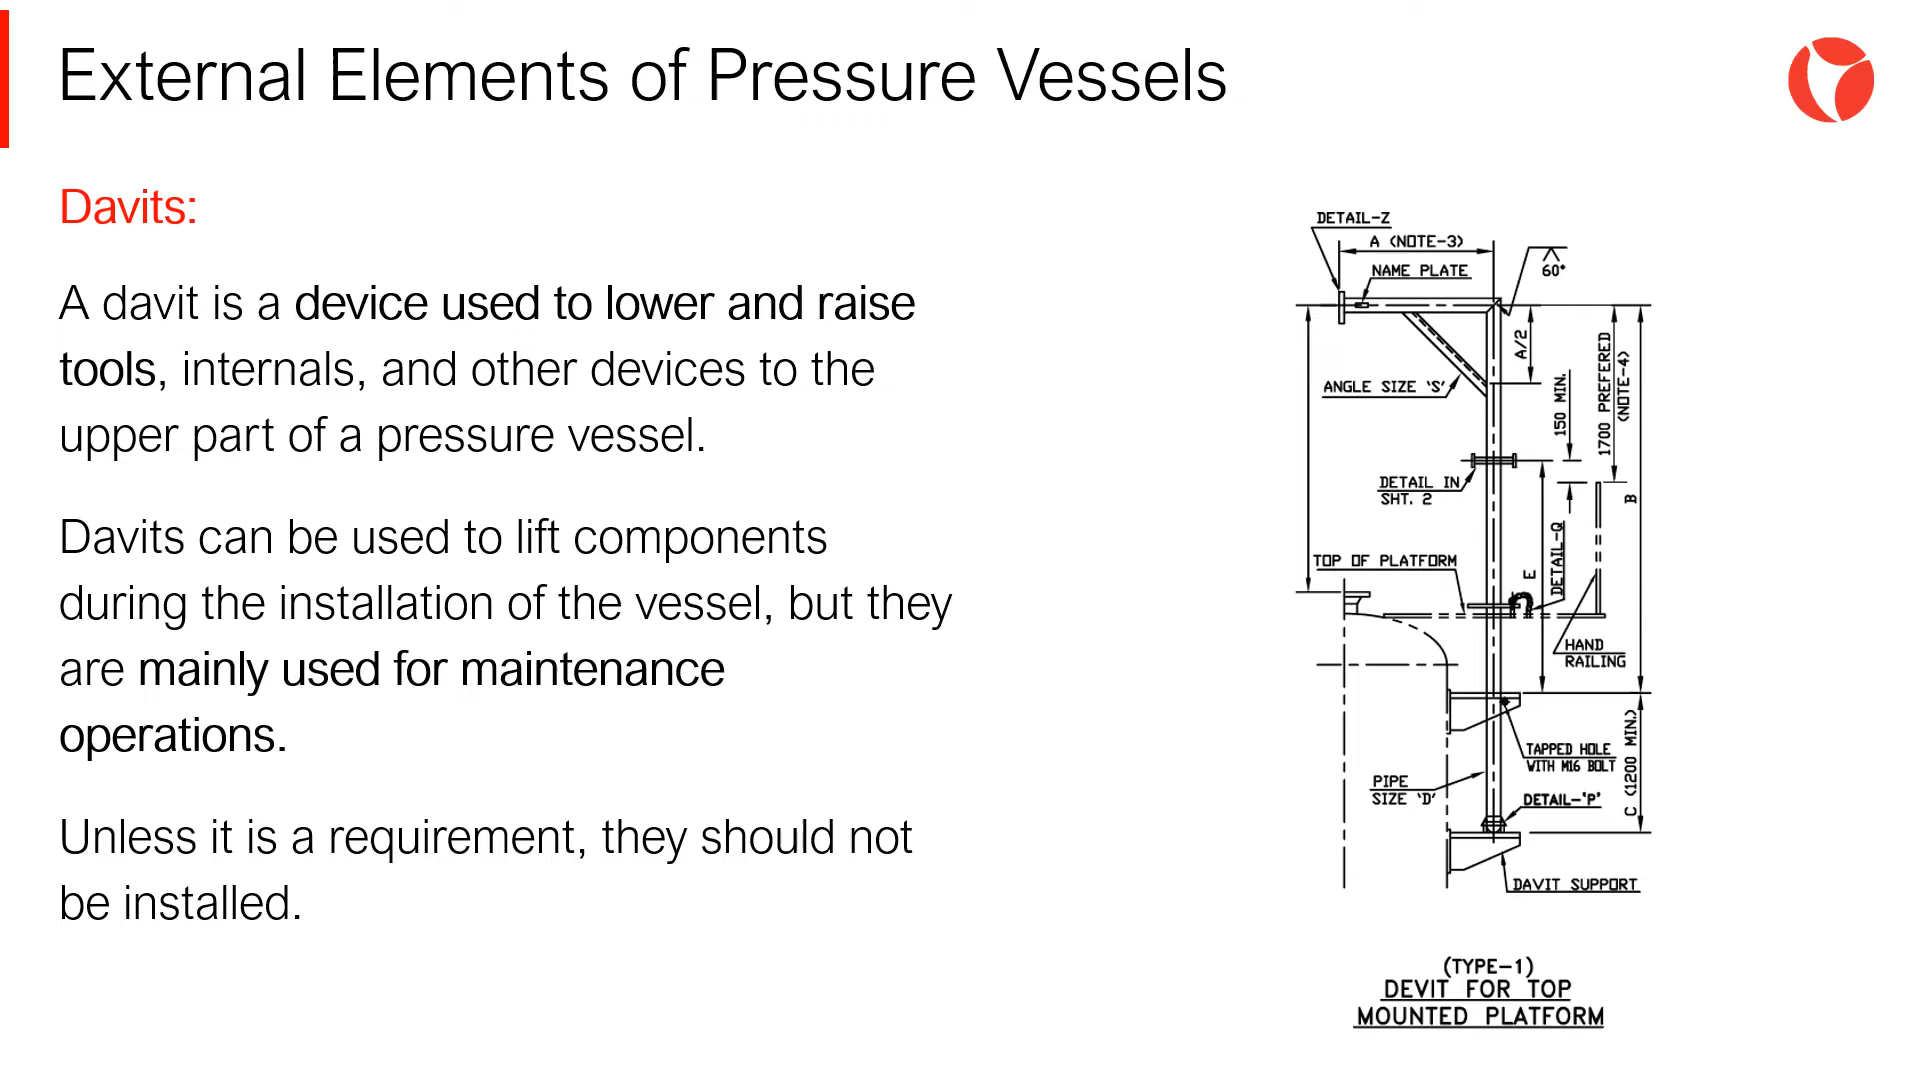 External Elements of Pressure Vessels
Davits:
A davit is a device used to lower and raise
tools, internals, and other devices to the
upper part of a pressure vessel.
Davits can be used to lift components
during the installation of the vessel, but they
are mainly used for maintenance
operations.
Unless it is a requirement, they should not
be installed.
DETAIL-Z
A (NOTE-3)
NAME PLATE
60°
A/2
ANGLE SIZE 'S'
150 MIN.
1700 PREFERED
(NOTE-4)
DETAIL IN
SHT. 2
B
TOP OF PLATFORM
E
DETAIL-Q
HAND
RAILING
TAPPED HOLE
WITH M16 BOLT
C (1200 MIN.)
PIPE
SIZE 'D'
DETAIL-'P'
DAVIT SUPPORT
(TYPE-1)
DEVIT FOR TOP
MOUNTED PLATFORM